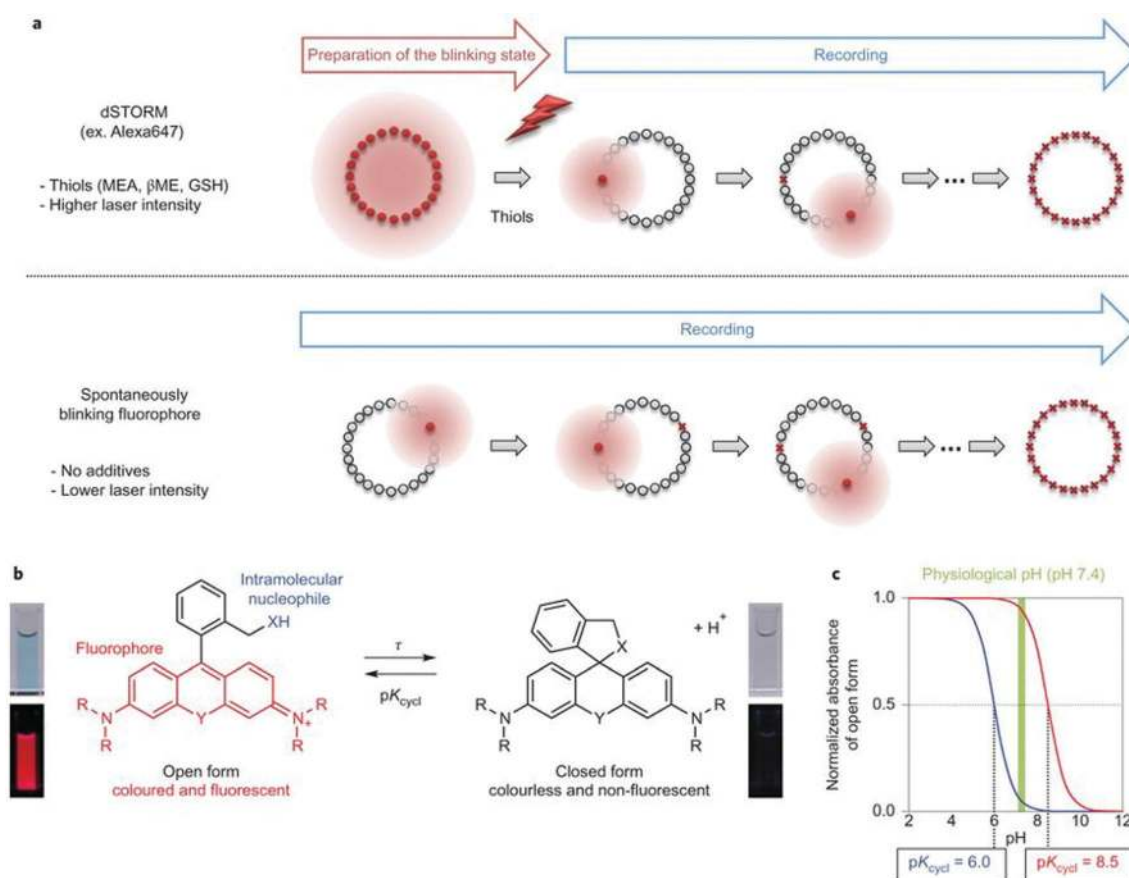 a
Preparation of the blinking state
Recording
dSTORM
(ex. Alexa647)
- Thiols (MEA, βME, GSH)
- Higher laser intensity
Thiols
Recording
Spontaneously
blinking fluorophore
- No additives
- Lower laser intensity
b
Intramolecular
nucleophile
XH
Fluorophore
R
N
R
Y
N+
R
R
Open form
coloured and fluorescent
τ
pKcycl
+ H+
X
R
N
R
Y
N
R
R
Closed form
colourless and non-fluorescent
c
Physiological pH (pH 7.4)
Normalized absorbance
of open form
1.0
0.5
0.0
2 4 6 8 10 12
pH
pKcycl = 6.0
pKcycl = 8.5